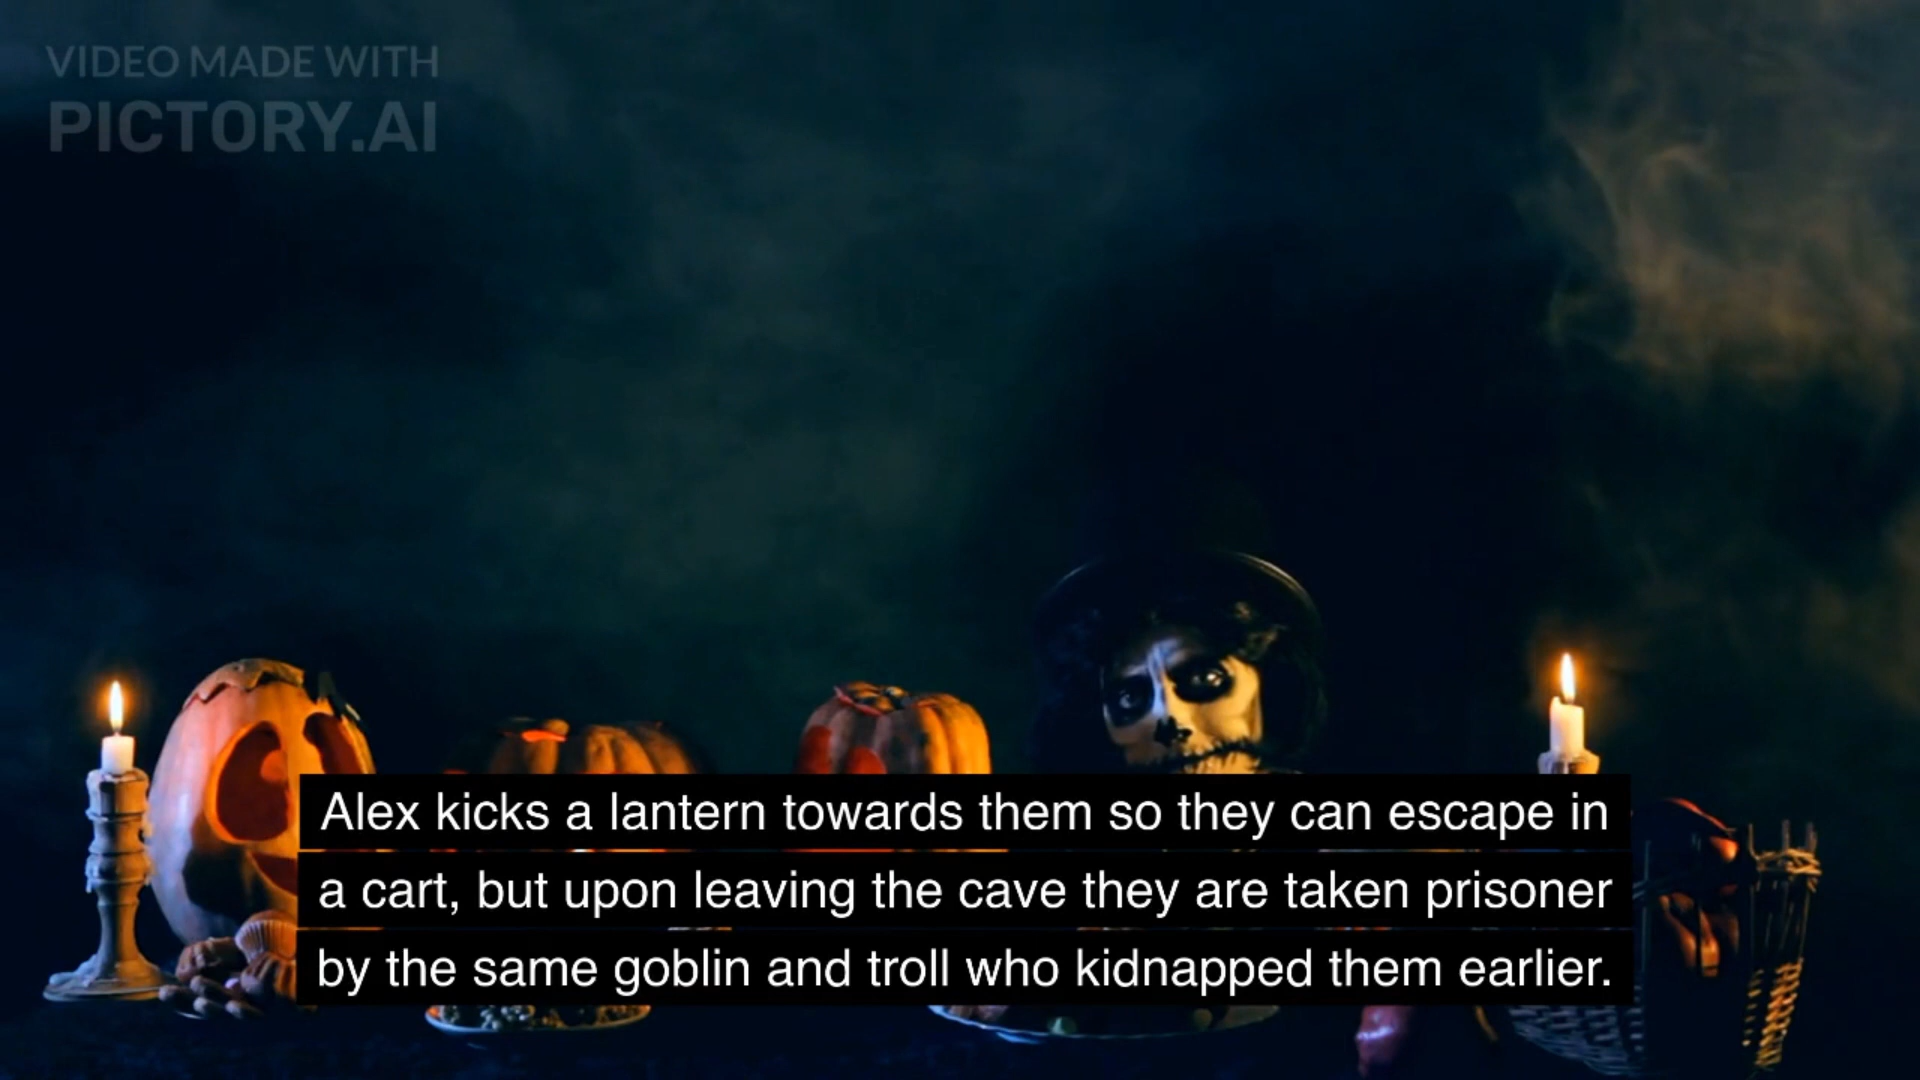 VIDEO MADE WITH
PICTORY.AI
Alex kicks a lantern towards them so they can escape in
a cart, but upon leaving the cave they are taken prisoner
by the same goblin and troll who kidnapped them earlier.